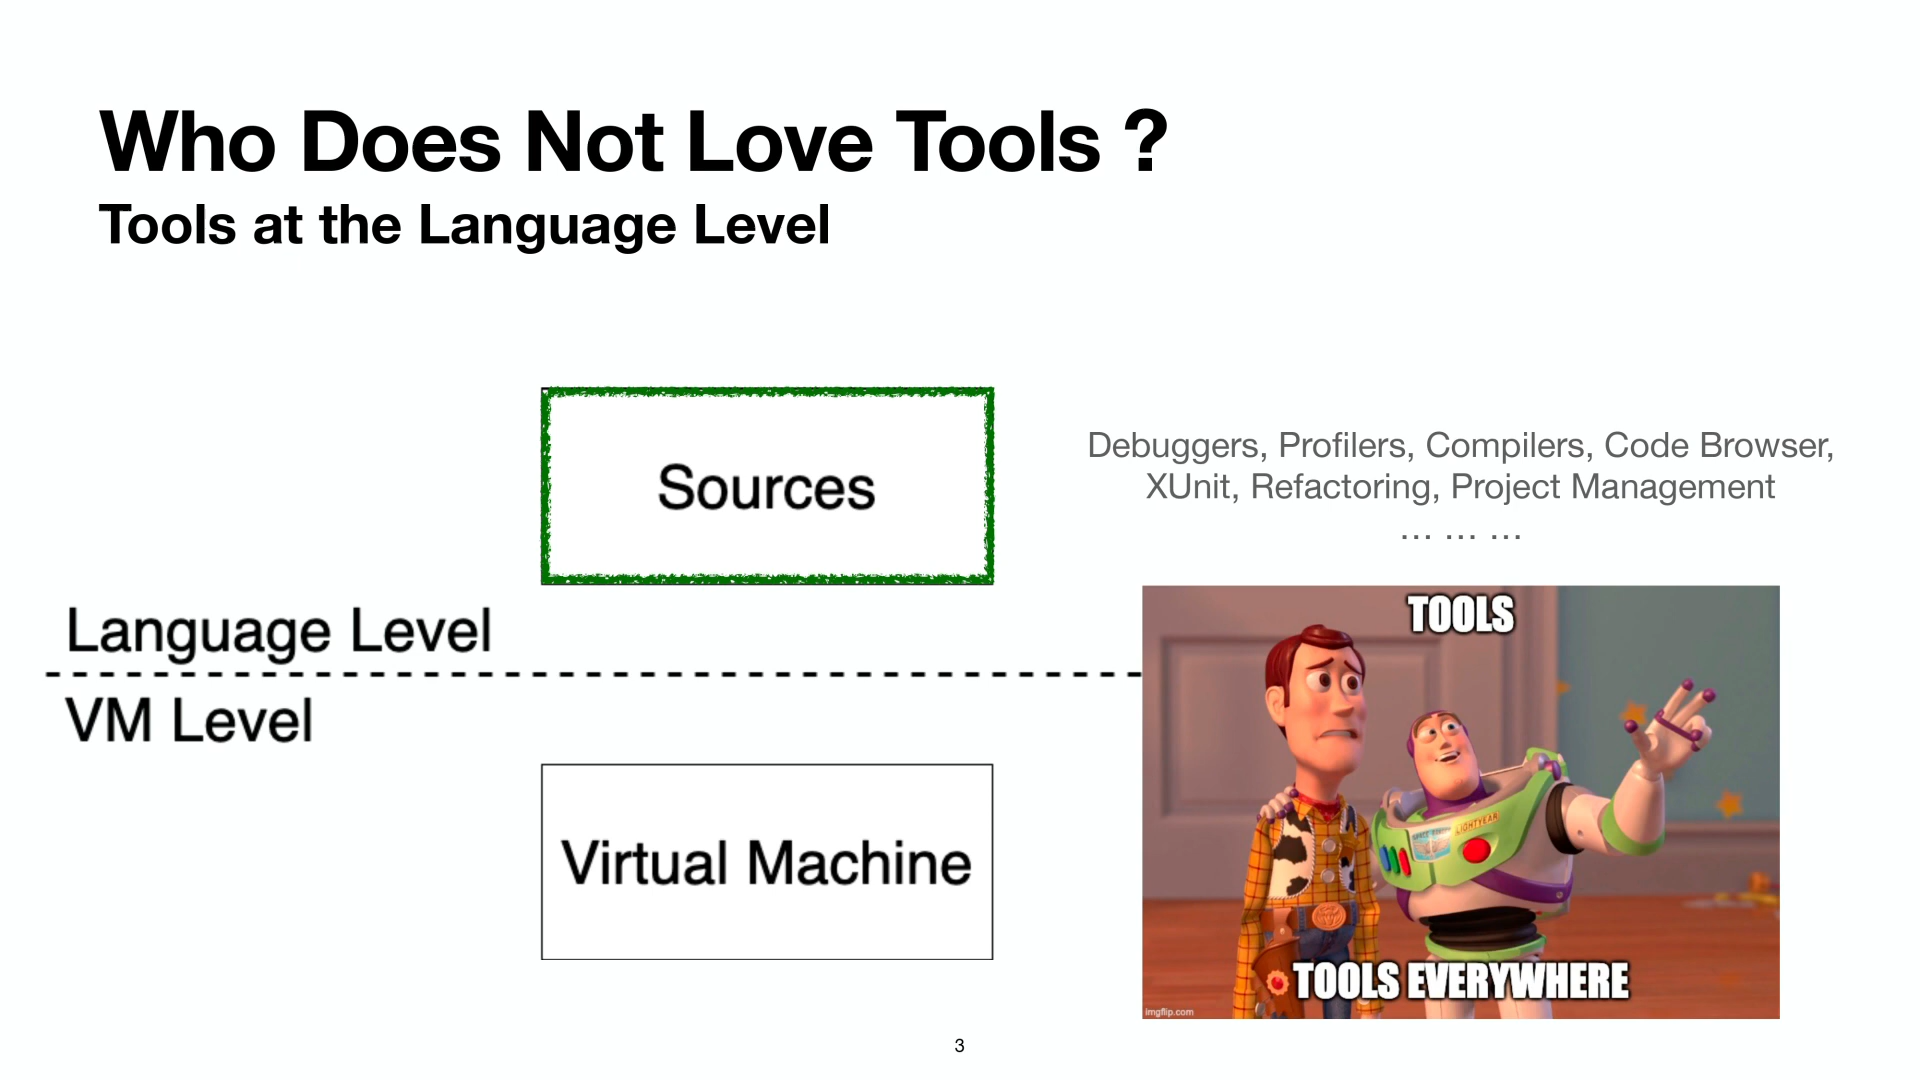 Who Does Not Love Tools ?
Tools at the Language Level
Sources
Debuggers, Profilers, Compilers, Code Browser,
XUnit, Refactoring, Project Management
... ... ...
Language Level
VM Level
Virtual Machine
TOOLS
LIGHTYEAR
TOOLS EVERYWHERE
imgflip.com
3